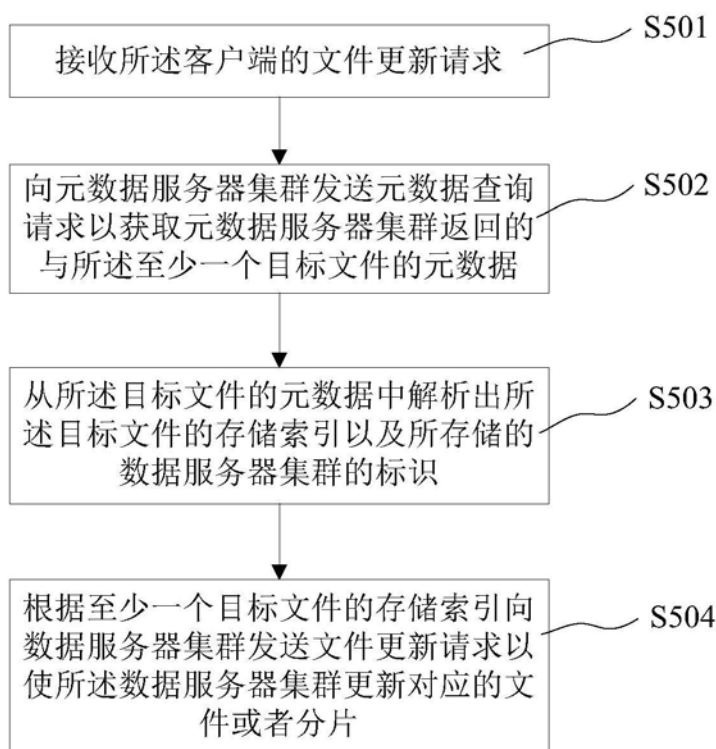 接收所述客户端的文件更新请求
S501
向元数据服务器集群发送元数据查询
请求以获取元数据服务器集群返回的
与所述至少一个目标文件的元数据
S502
从所述目标文件的元数据中解析出所
述目标文件的存储索引以及所存储的
数据服务器集群的标识
S503
根据至少一个目标文件的存储索引向
数据服务器集群发送文件更新请求以
使所述数据服务器集群更新对应的文
件或者分片
S504